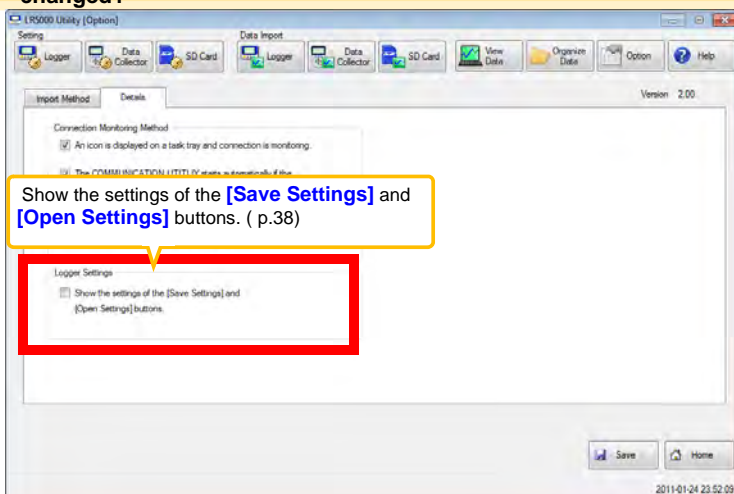 changed?
LR5000 Utility [Option]
Setting
Data Import
Logger
Data
Collector
SD Card
Logger
Data
Collector
SD Card
View
Data
Organize
Data
Option
Help
Import Method
Details
Version 2.00
Connection Monitoring Method
An icon is displayed on a task tray and connection is monitoring.
The COMMUNICATION UTITLIY starts automatically if the
Show the settings of the [Save Settings] and
[Open Settings] buttons. ( p.38)
Logger Settings
Show the settings of the [Save Settings] and
[Open Settings] buttons.
Save
Home
2011-01-24 23:52:09